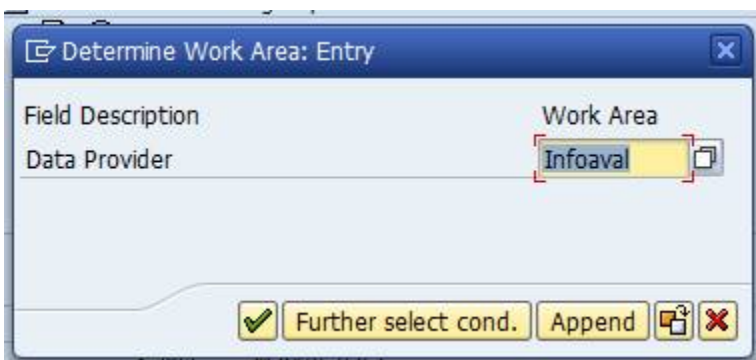 Determine Work Area: Entry
Field Description Work Area
Data Provider Infoaval
Further select cond. Append